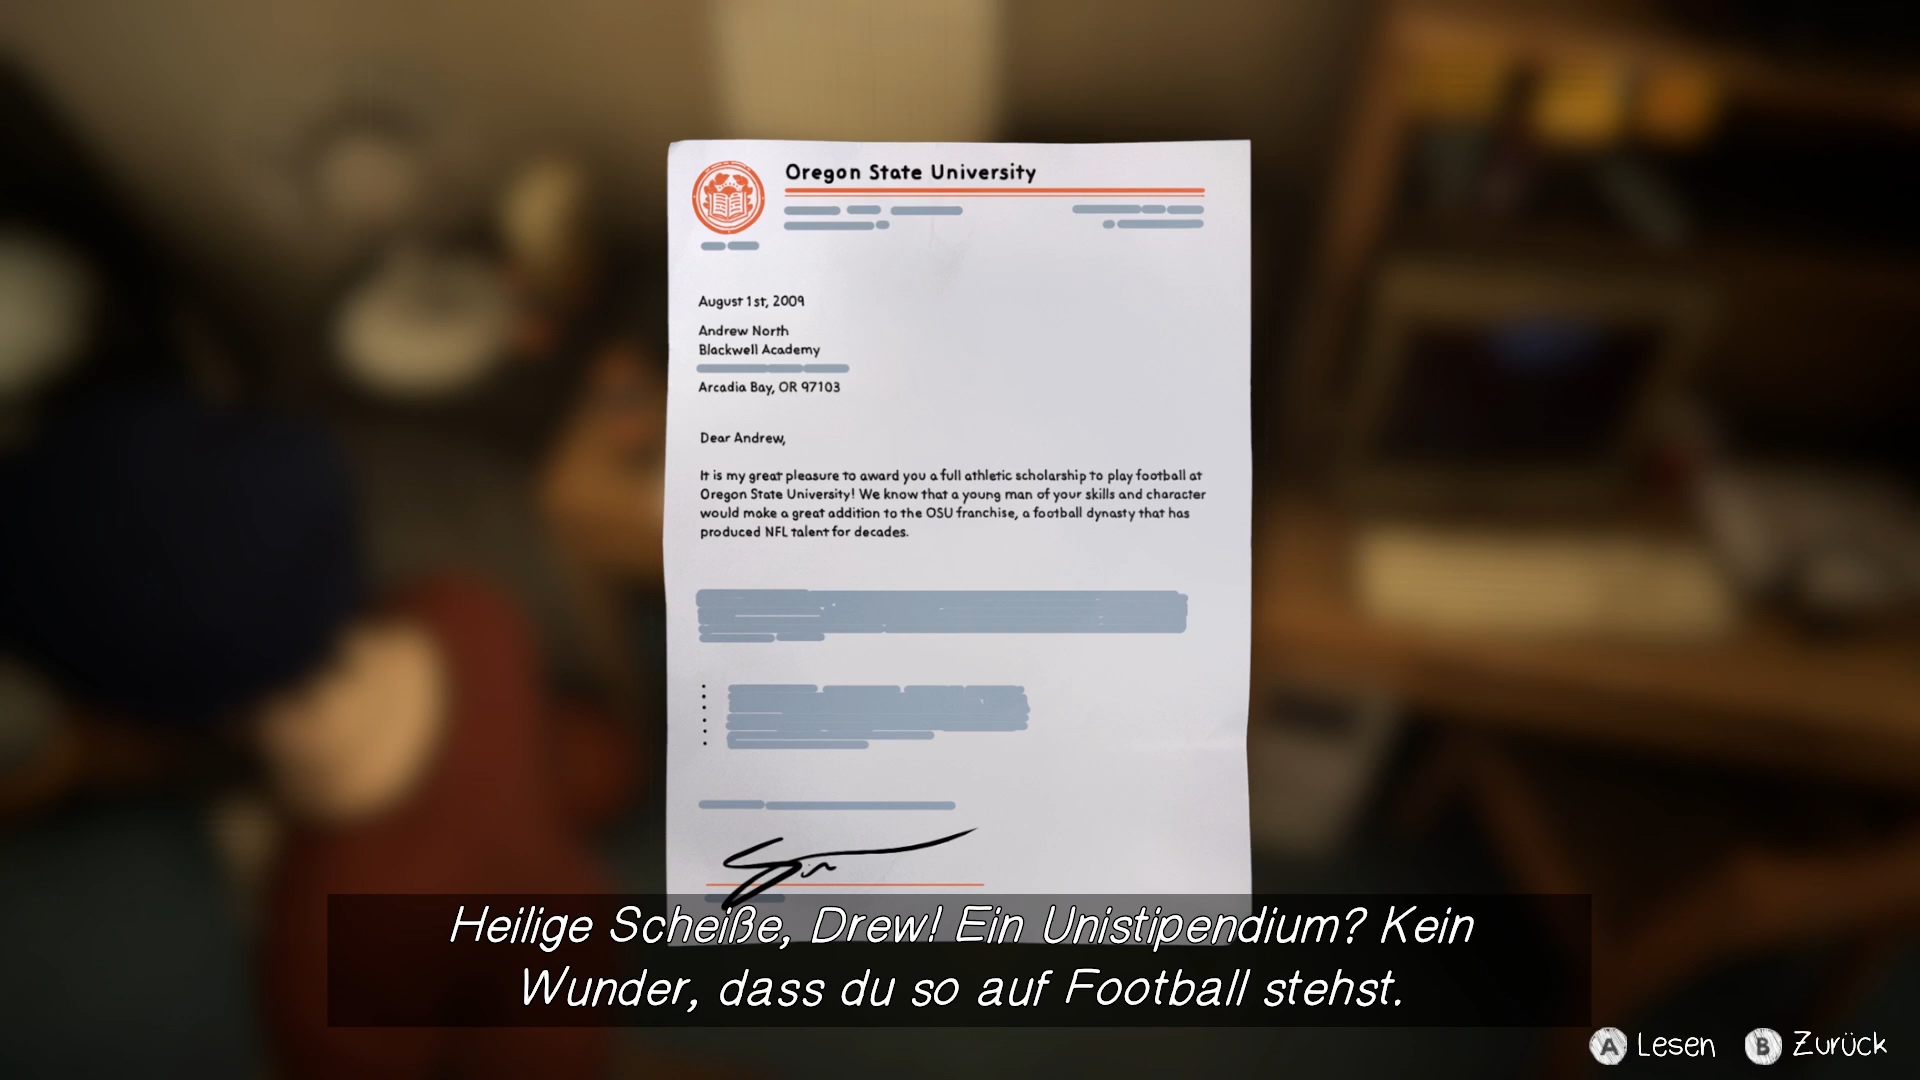 Oregon State University
August 1st, 2009
Andrew North
Blackwell Academy
Arcadia Bay, OR 97103
Dear Andrew,
It is my great pleasure to award you a full athletic scholarship to play football at
Oregon State University! We know that a young man of your skills and character
would make a great addition to the OSU franchise, a football dynasty that has
produced NFL talent for decades.
Heilige Scheiße, Drew! Ein Unistipendium? Kein
Wunder, dass du so auf Football stehst.
A Lesen B Zurück